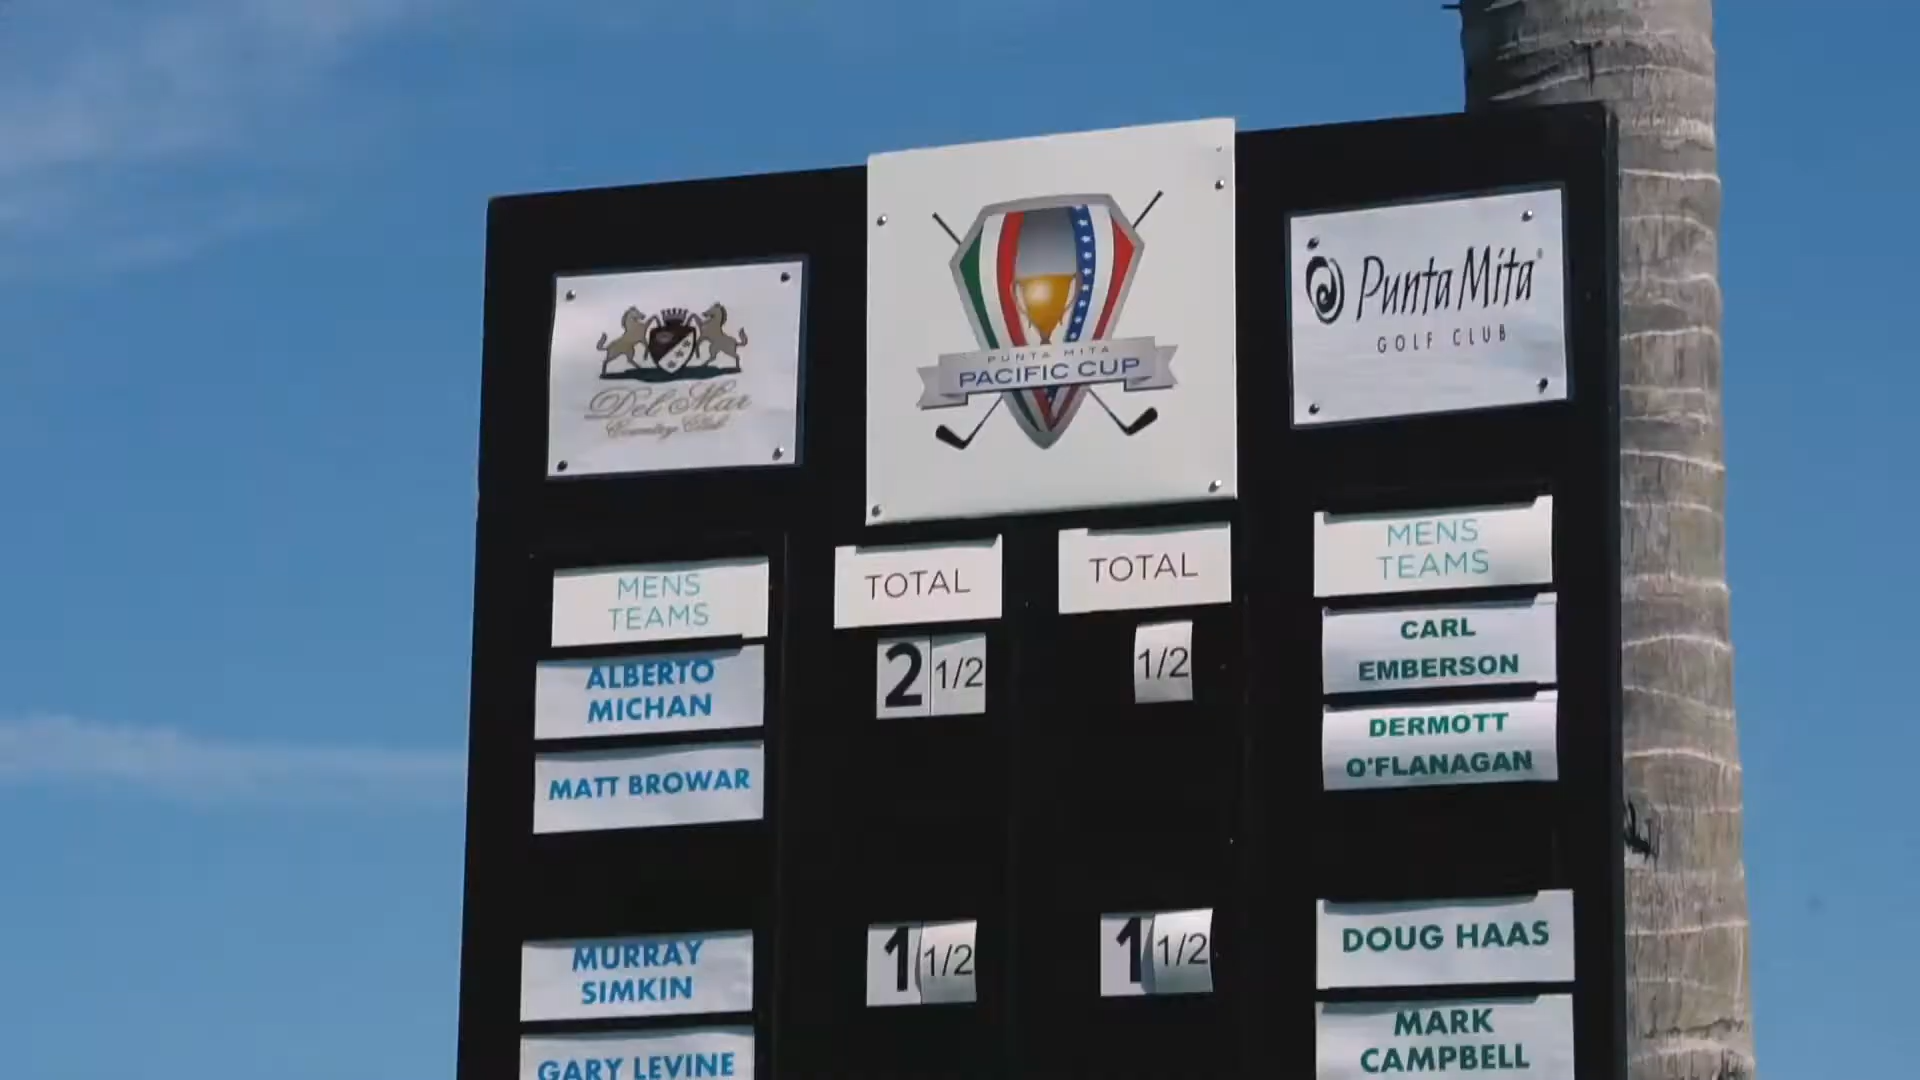 Del Mar
Country Club
PUNTA MITA
PACIFIC CUP
Punta Mita®
GOLF CLUB
MENS
TEAMS
TOTAL
TOTAL
MENS
TEAMS
ALBERTO
MICHAN
2 1/2
1/2
CARL
EMBERSON
MATT BROWAR
DERMOTT
O'FLANAGAN
MURRAY
SIMKIN
1 1/2
1 1/2
DOUG HAAS
GARY LEVINE
MARK
CAMPBELL